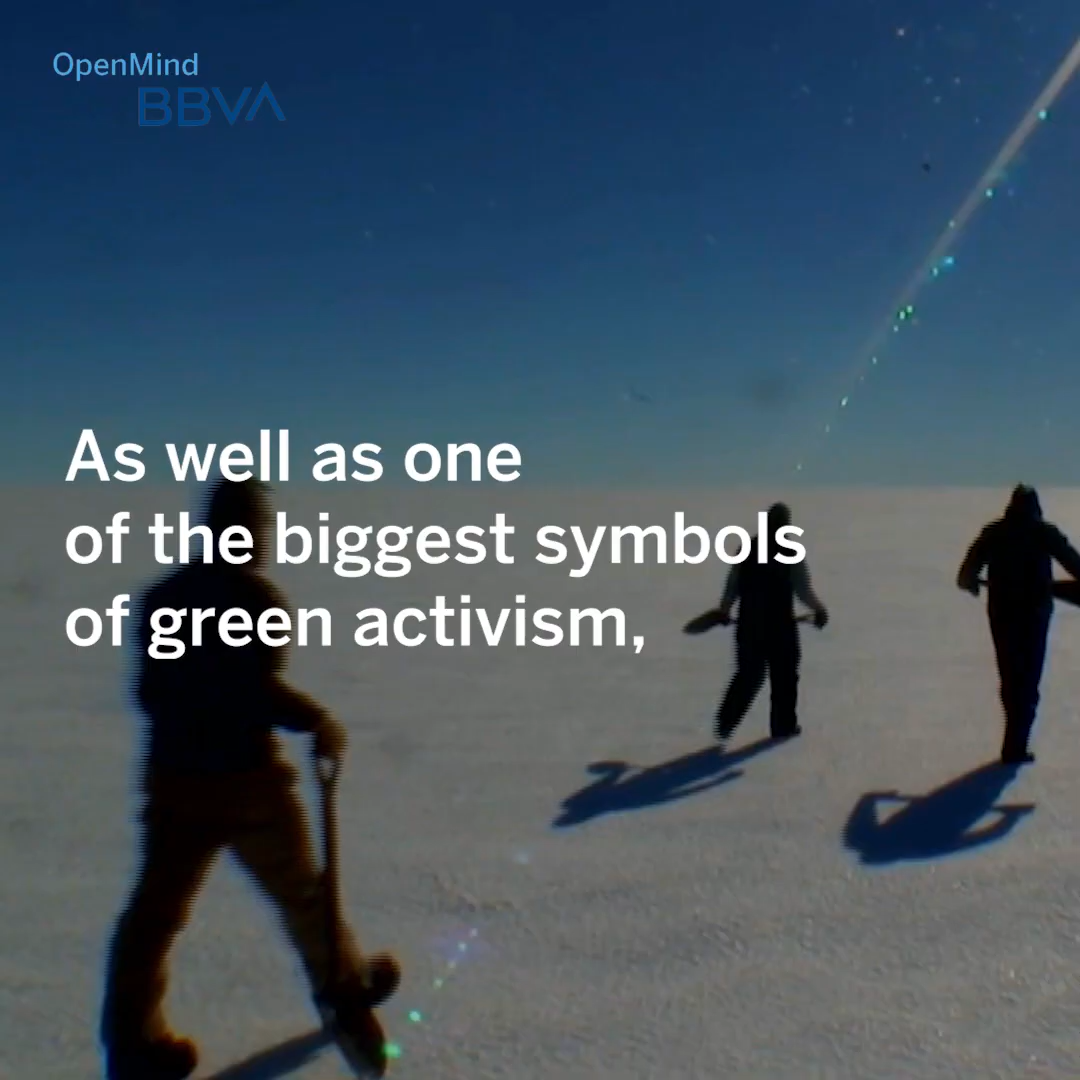 OpenMind
BBVA
As well as one
of the biggest symbols
of green activism,